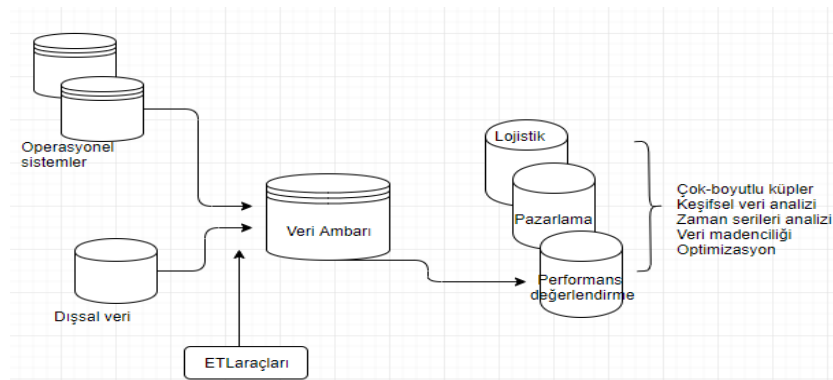 Operasyonel
sistemler
Dışsal veri
ETLaraçları
Veri Ambarı
Lojistik
Pazarlama
Performans
değerlendirme
Çok-boyutlu küpler
Keşifsel veri analizi
Zaman serileri analizi
Veri madenciliği
Optimizasyon